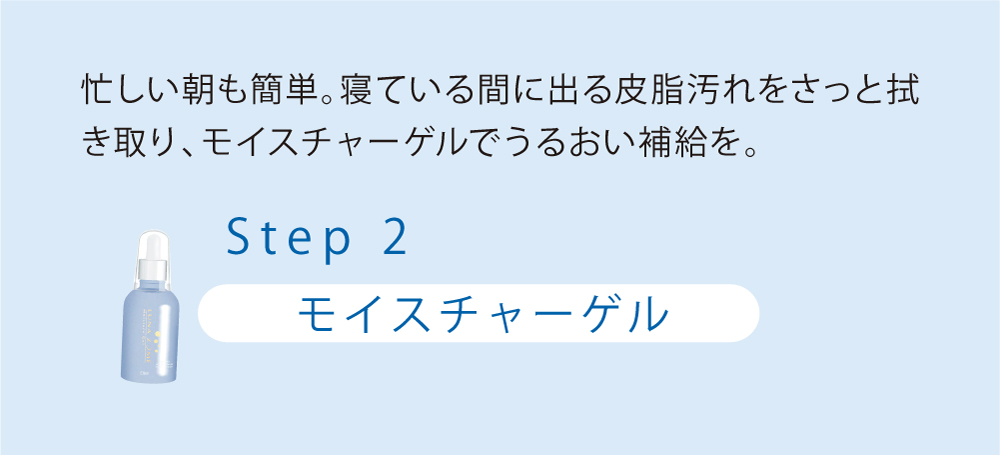 忙しい朝も簡単。寝ている間に出る皮脂汚れをさっと拭
き取り、モイスチャーゲルでうるおい補給を。
Step 2
モイスチャーゲル